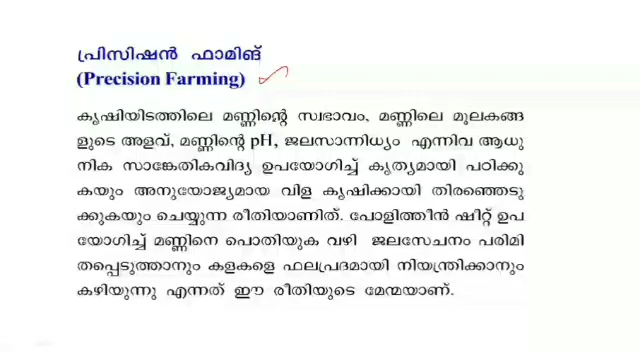 പ്രിസിഷൻ ഫാമിങ്
(Precision Farming)
കൃഷിയിടത്തിലെ മണ്ണിന്റെ സ്വഭാവം, മണ്ണിലെ മൂലകങ്ങ
ളുടെ അളവ്, മണ്ണിന്റെ pH, ജലസാന്നിധ്യം എന്നിവ ആധു
നിക സാങ്കേതികവിദ്യ ഉപയോഗിച്ച് കൃത്യമായി പഠിക്കു
കയും അനുയോജ്യമായ വിള കൃഷിക്കായി തിരഞ്ഞെടു
ക്കുകയും ചെയ്യുന്ന രീതിയാണിത്. പോളിത്തീൻ ഷീറ്റ് ഉപ
യോഗിച്ച് മണ്ണിനെ പൊതിയുക വഴി ജലസേചനം പരിമി
തപ്പെടുത്താനും കളകളെ ഫലപ്രദമായി നിയന്ത്രിക്കാനും
കഴിയുന്നു എന്നത് ഈ രീതിയുടെ മേന്മയാണ്.